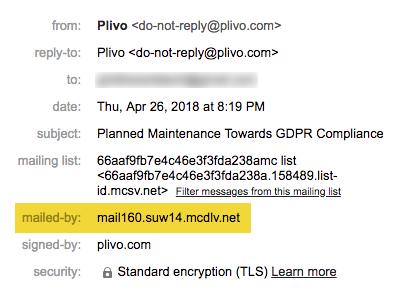 from: Plivo <do-not-reply@plivo.com>
reply-to: Plivo <do-not-reply@plivo.com>
to:
date: Thu, Apr 26, 2018 at 8:19 PM
subject: Planned Maintenance Towards GDPR Compliance
mailing list: 66aaf9fb7e4c46e3f3fda238amc list
<66aaf9fb7e4c46e3f3fda238a.158489.list-
id.mcsv.net> Filter messages from this mailing list
mailed-by: mail160.suw14.mcdlv.net
signed-by: plivo.com
security: Standard encryption (TLS) Learn more